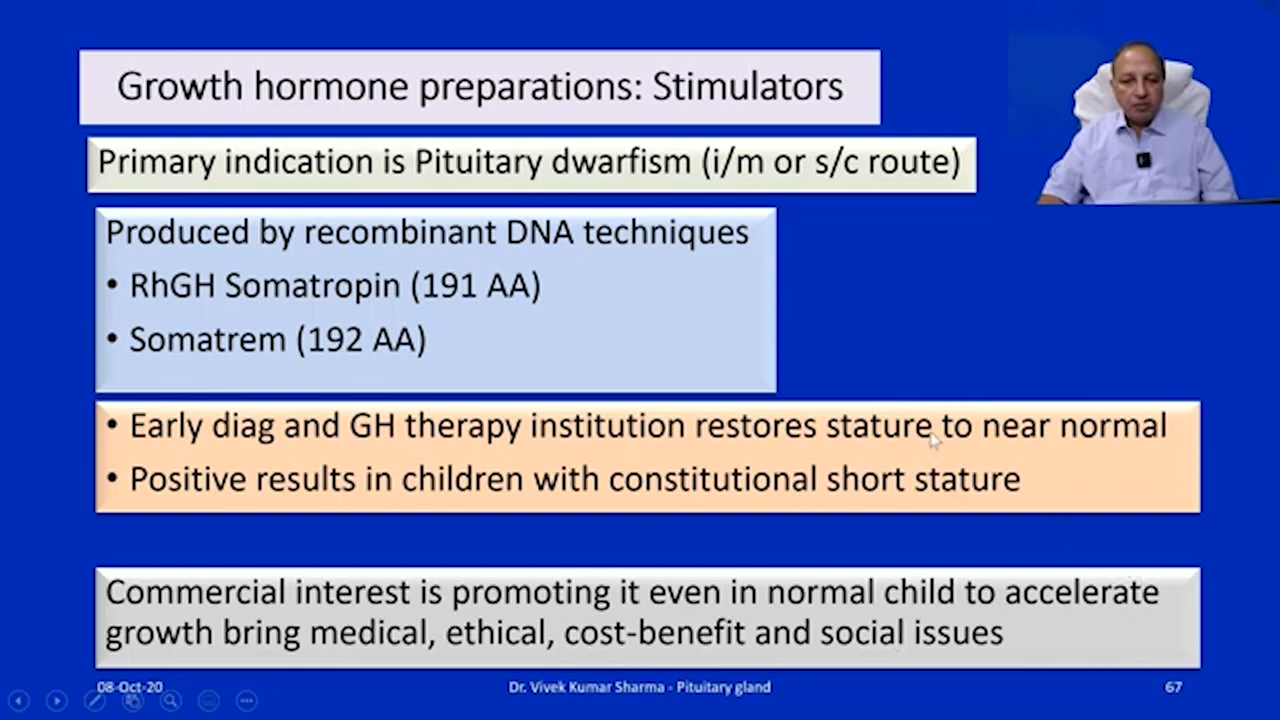 Growth hormone preparations: Stimulators
Primary indication is Pituitary dwarfism (i/m or s/c route)
Produced by recombinant DNA techniques
• RhGH Somatropin (191 AA)
• Somatrem (192 AA)
• Early diag and GH therapy institution restores stature to near normal
• Positive results in children with constitutional short stature
Commercial interest is promoting it even in normal child to accelerate
growth bring medical, ethical, cost-benefit and social issues
08-Oct-20
Dr. Vivek Kumar Sharma - Pituitary gland
67